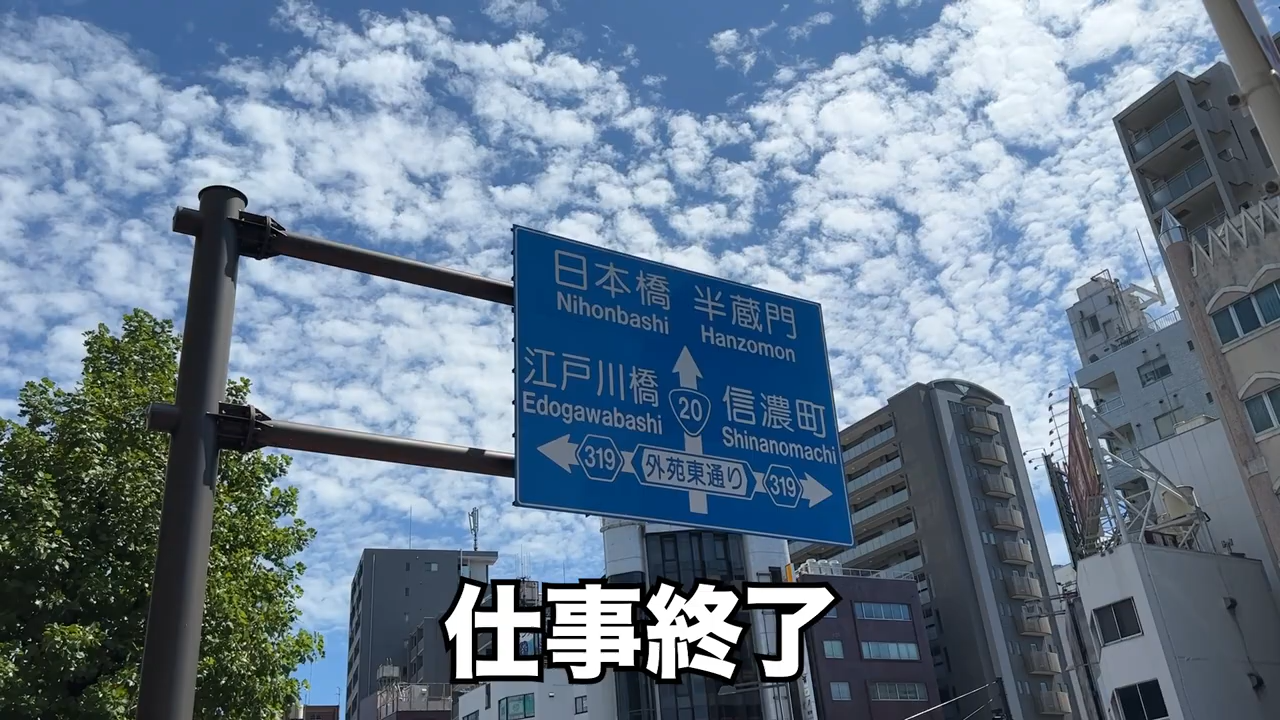 日本橋 半蔵門
Nihonbashi Hanzomon
江戸川橋 信濃町
Edogawabashi Shinanomachi
20
319 外苑東通り 319
仕事終了